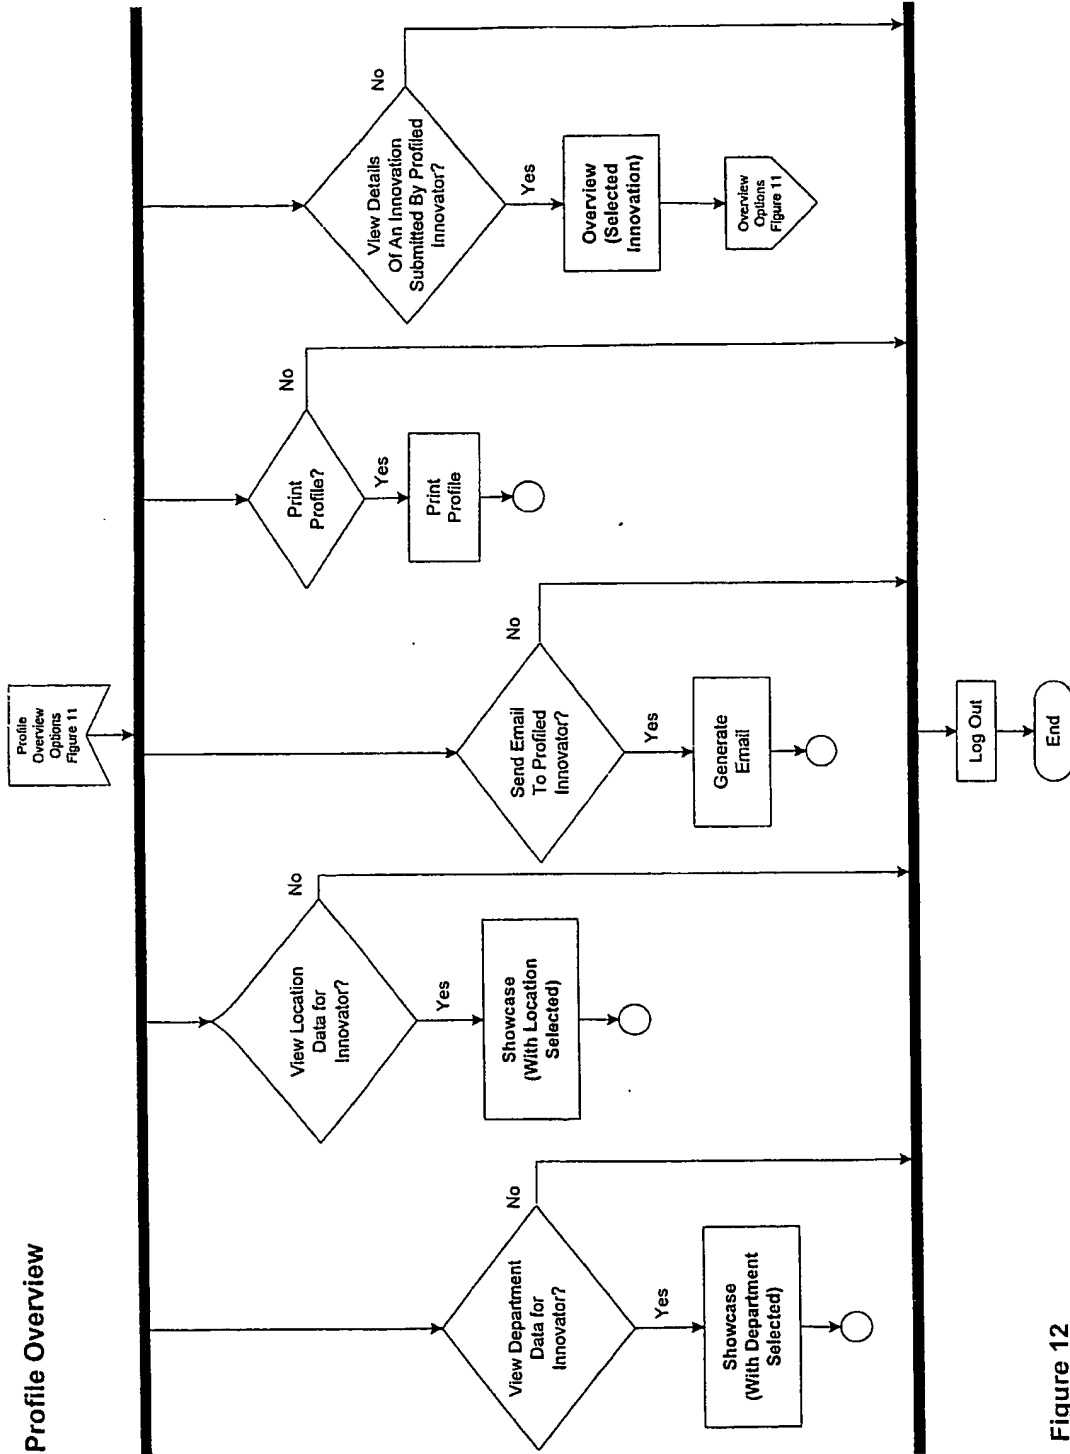 Profile Overview
Profile
Overview
Options
Figure 11
View Department
Data for
Innovator?
No
Yes
Showcase
(With Department
Selected)
View Location
Data for
Innovator?
No
Yes
Showcase
(With Location
Selected)
Send Email
To Profiled
Innovator?
No
Yes
Generate
Email
Print
Profile?
No
Yes
Print
Profile
View Details
Of An Innovation
Submitted By Profiled
Innovator?
No
Yes
Overview
(Selected
Innovation)
Overview
Options
Figure 11
Log Out
End
Figure 12